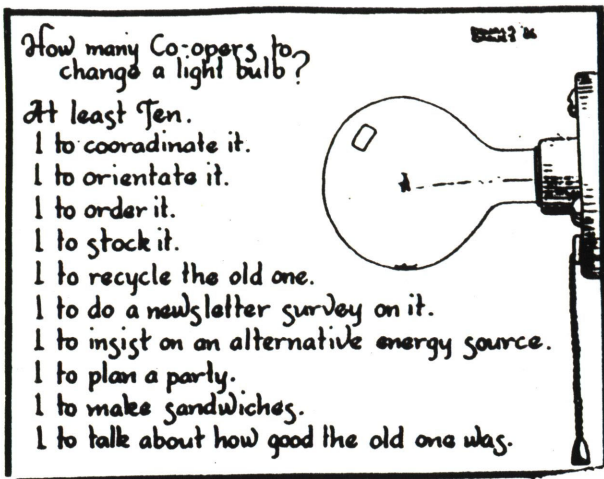 How many Co-opers to
change a light bulb?
At least Ten.
1 to cooradinate it.
1 to orientate it.
1 to order it.
1 to stock it.
1 to recycle the old one.
1 to do a newsletter survey on it.
1 to insist on an alternative energy source.
1 to plan a party.
1 to make sandwiches.
1 to talk about how good the old one was.